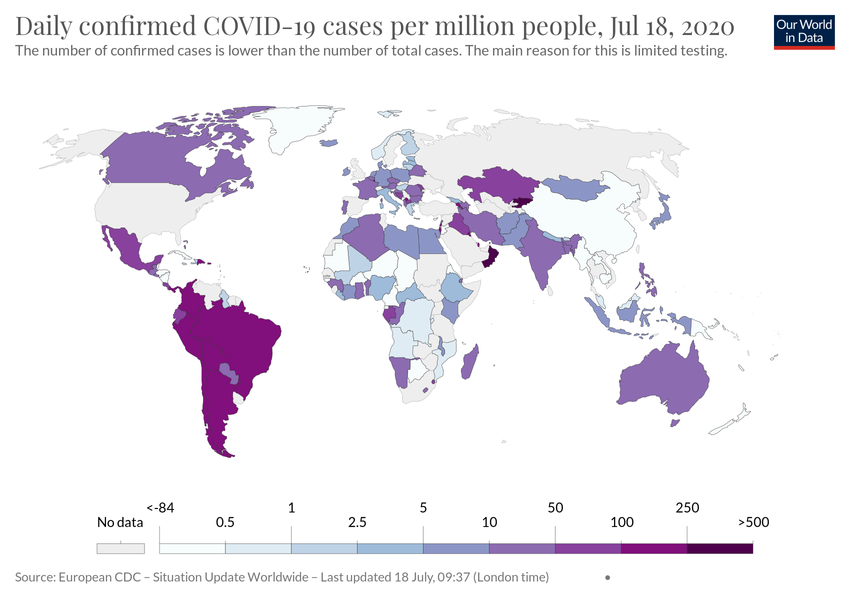 Daily confirmed COVID-19 cases per million people, Jul 18, 2020
The number of confirmed cases is lower than the number of total cases. The main reason for this is limited testing.
Our World
in Data
<-84 1 5 50 250
No data 0.5 2.5 10 100 >500
Source: European CDC – Situation Update Worldwide – Last updated 18 July, 09:37 (London time)